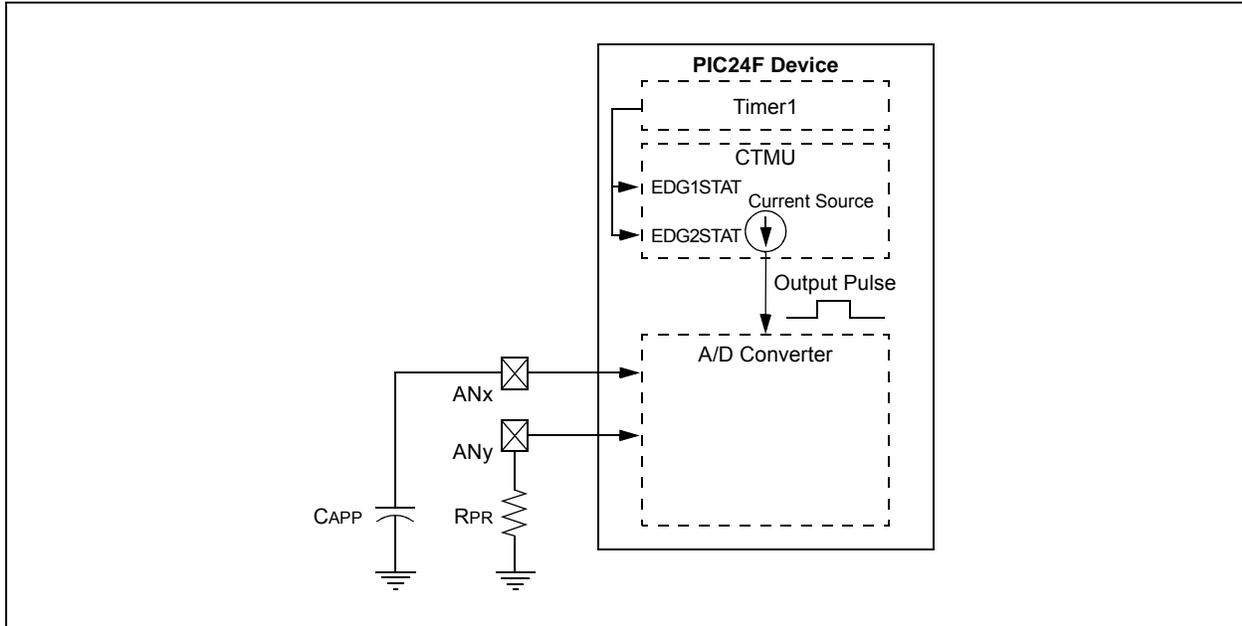 PIC24F Device
Timer1
CTMU
EDG1STAT
Current Source
EDG2STAT
Output Pulse
A/D Converter
ANx
ANy
CAPP
RPR